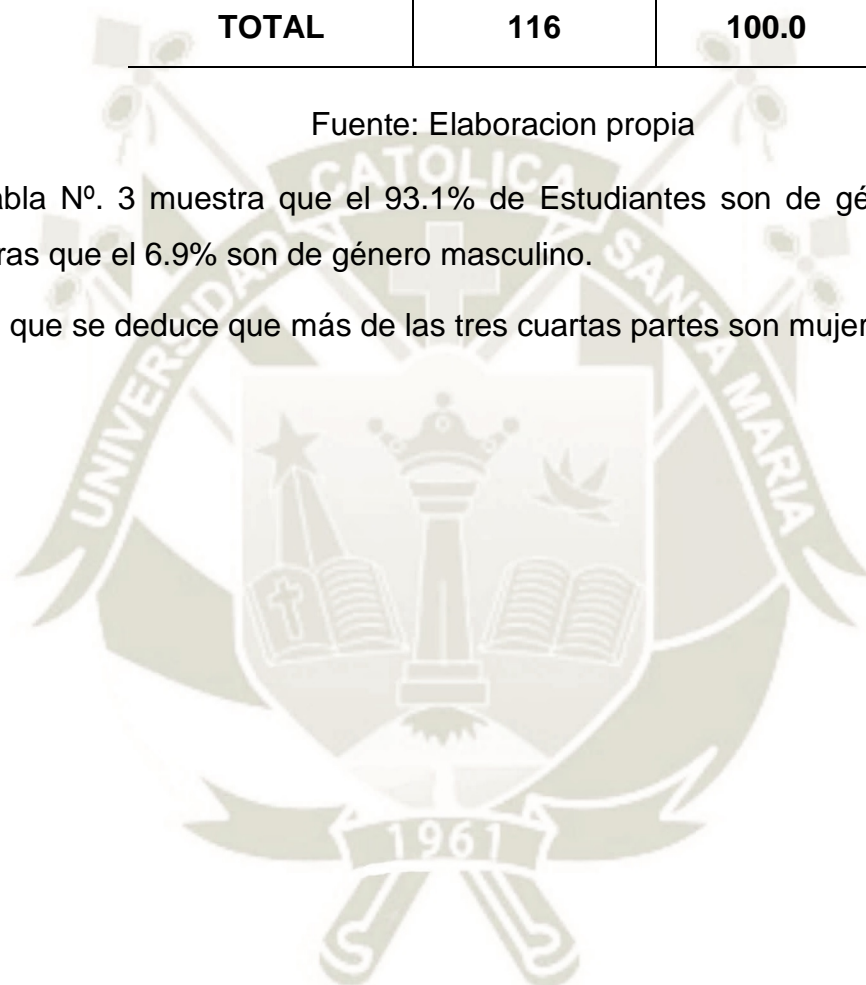 TOTAL 116 100.0
Fuente: Elaboracion propia
abla Nº. 3 muestra que el 93.1% de Estudiantes son de gé
ras que el 6.9% son de género masculino.
que se deduce que más de las tres cuartas partes son mujer
UNIVERSIDAD CATOLICA SANTA MARIA
1961